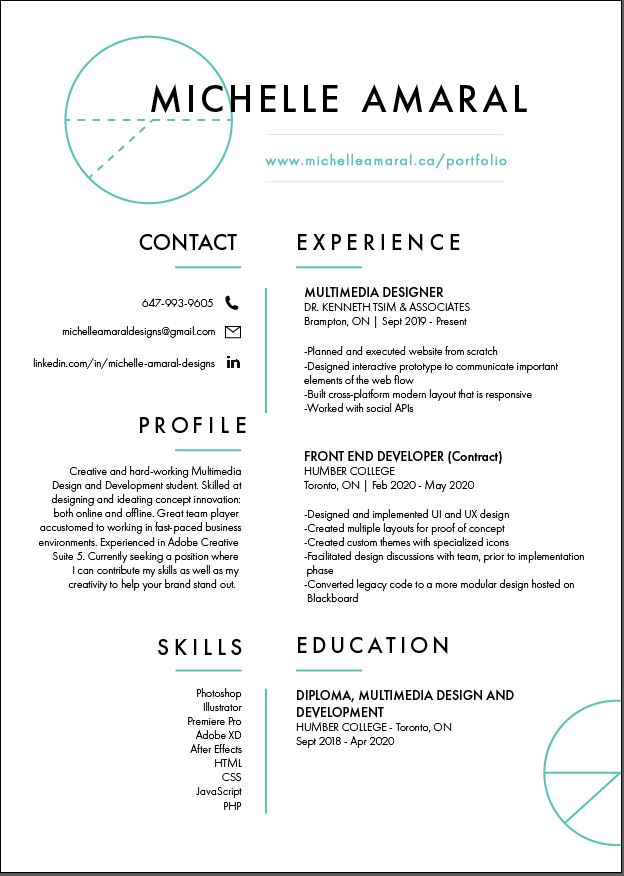 MICHELLE AMARAL
www.michelleamaral.ca/portfolio
CONTACT
647-993-9605
michelleamaraldesigns@gmail.com
linkedin.com/in/michelle-amaral-designs
in
PROFILE
Creative and hard-working Multimedia
Design and Development student. Skilled at
designing and ideating concept innovation:
both online and offline. Great team player
accustomed to working in fast-paced business
environments. Experienced in Adobe Creative
Suite 5. Currently seeking a position where
I can contribute my skills as well as my
creativity to help your brand stand out.
SKILLS
Photoshop
Illustrator
Premiere Pro
Adobe XD
After Effects
HTML
CSS
JavaScript
PHP
EXPERIENCE
MULTIMEDIA DESIGNER
DR. KENNETH TSIM & ASSOCIATES
Brampton, ON | Sept 2019 - Present
-Planned and executed website from scratch
-Designed interactive prototype to communicate important
elements of the web flow
-Built cross-platform modern layout that is responsive
-Worked with social APIs
FRONT END DEVELOPER (Contract)
HUMBER COLLEGE
Toronto, ON | Feb 2020 - May 2020
-Designed and implemented UI and UX design
-Created multiple layouts for proof of concept
-Created custom themes with specialized icons
-Facilitated design discussions with team, prior to implementation
phase
-Converted legacy code to a more modular design hosted on
Blackboard
EDUCATION
DIPLOMA, MULTIMEDIA DESIGN AND
DEVELOPMENT
HUMBER COLLEGE - Toronto, ON
Sept 2018 - Apr 2020